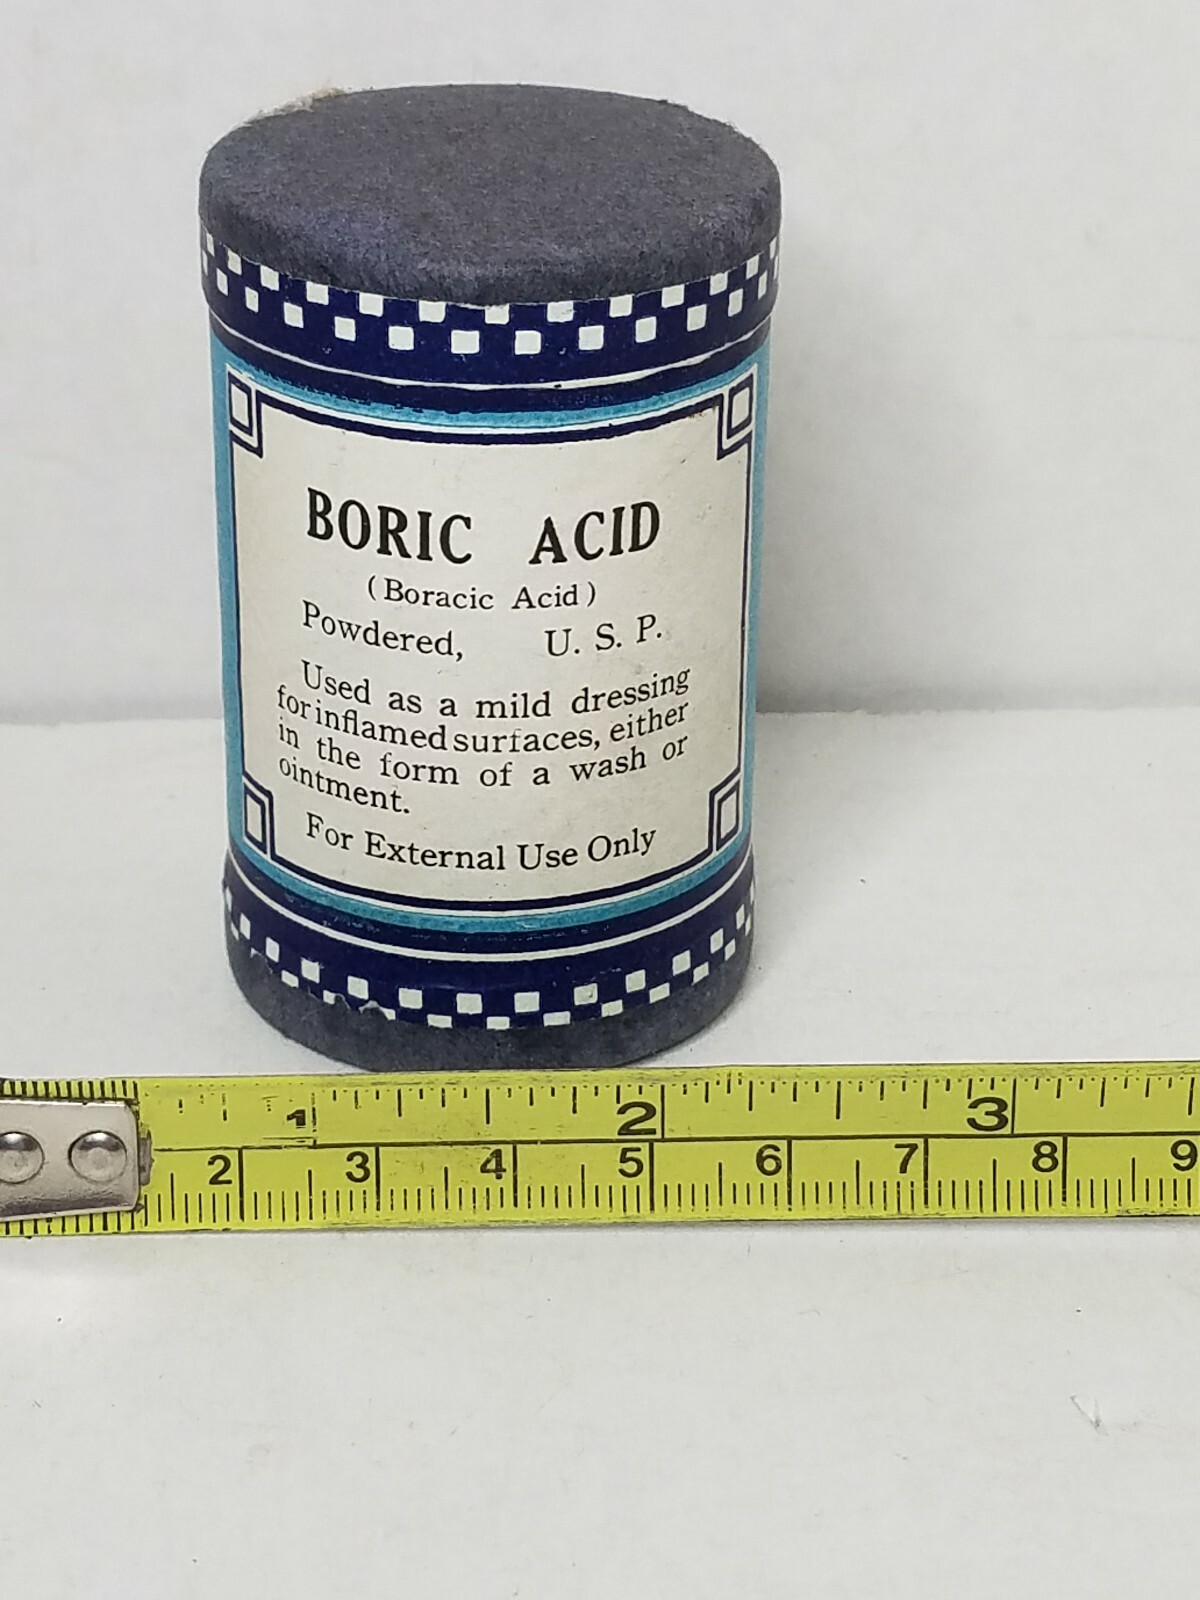 BORIC ACID
(Boracic Acid)
Powdered, U. S. P.
Used as a mild dressing
for inflamed surfaces, either
in the form of a wash or
ointment.
For External Use Only
1 2 3
2 3 4 5 6 7 8 9